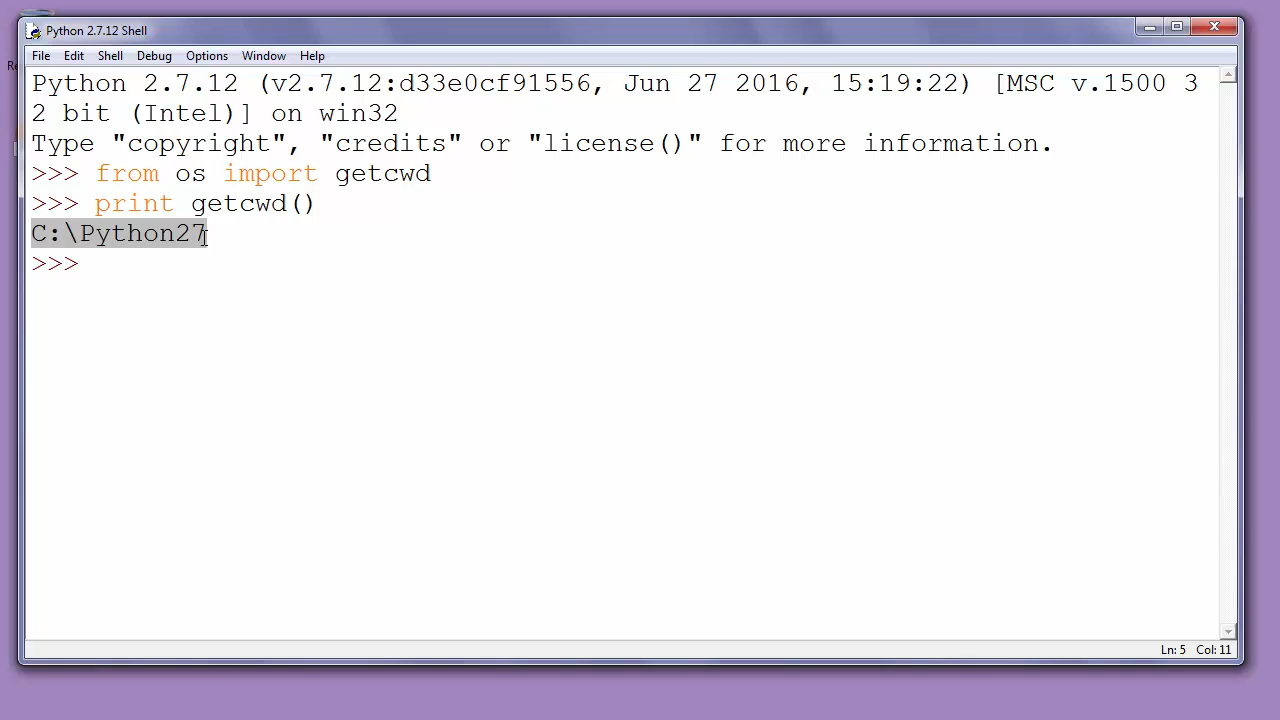 Python 2.7.12 Shell
File Edit Shell Debug Options Window Help
Python 2.7.12 (v2.7.12:d33e0cf91556, Jun 27 2016, 15:19:22) [MSC v.1500 3
2 bit (Intel)] on win32
Type "copyright", "credits" or "license()" for more information.
>>> from os import getcwd
>>> print getcwd()
C:\Python27
>>>
Ln: 5 Col: 11